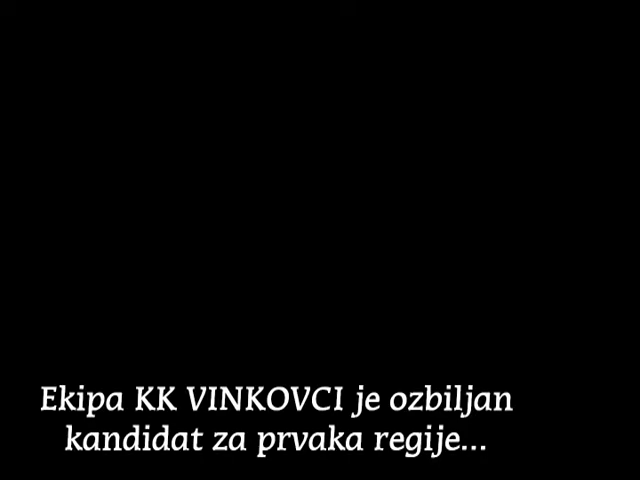 Ekipa KK VINKOVCI je ozbiljan
kandidat za prvaka regije...